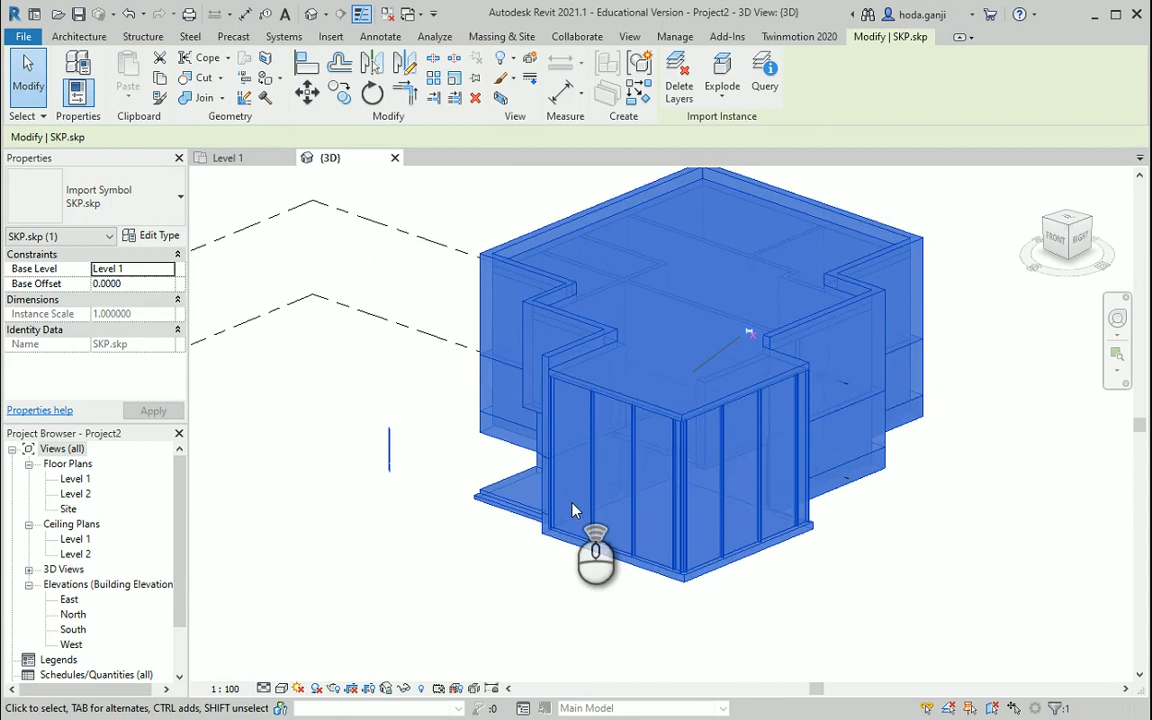 Autodesk Revit 2021.1 - Educational Version - Project2 - 3D View: {3D}
hoda.ganji
File Architecture Structure Steel Precast Systems Insert Annotate Analyze Massing & Site Collaborate View Manage Add-Ins Twinmotion 2020 Modify | SKP.skp
Modify
Properties
Paste
Cope
Cut
Join
Delete
Layers
Explode
Query
Select
Properties
Clipboard
Geometry
Modify
View
Measure
Create
Import Instance
Modify | SKP.skp
Properties
Level 1
{3D}
Import Symbol
SKP.skp
SKP.skp (1)
Edit Type
Constraints
Base Level Level 1
Base Offset 0.0000
Dimensions
Instance Scale 1.000000
Identity Data
Name SKP.skp
Properties help
Apply
Project Browser - Project2
Views (all)
Floor Plans
Level 1
Level 2
Site
Ceiling Plans
Level 1
Level 2
3D Views
Elevations (Building Elevation
East
North
South
West
Legends
Schedules/Quantities (all)
FRONT
RIGHT
1 : 100
Click to select, TAB for alternates, CTRL adds, SHIFT unselect
:0
Main Model
:1